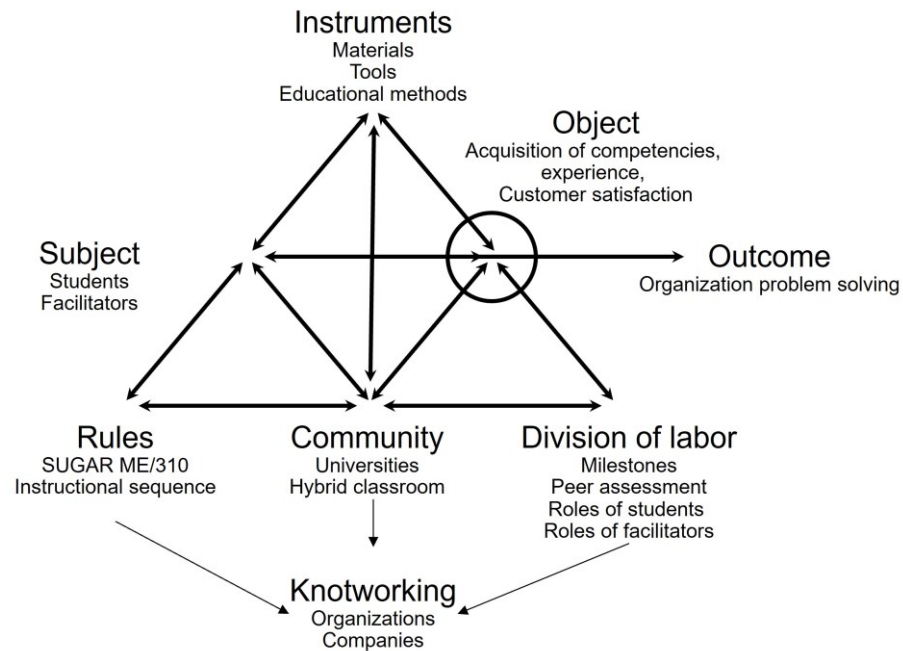 Instruments
Materials
Tools
Educational methods
Object
Acquisition of competencies,
experience,
Customer satisfaction
Subject
Students
Facilitators
Outcome
Organization problem solving
Rules
SUGAR ME/310
Instructional sequence
Community
Universities
Hybrid classroom
Division of labor
Milestones
Peer assessment
Roles of students
Roles of facilitators
Knotworking
Organizations
Companies